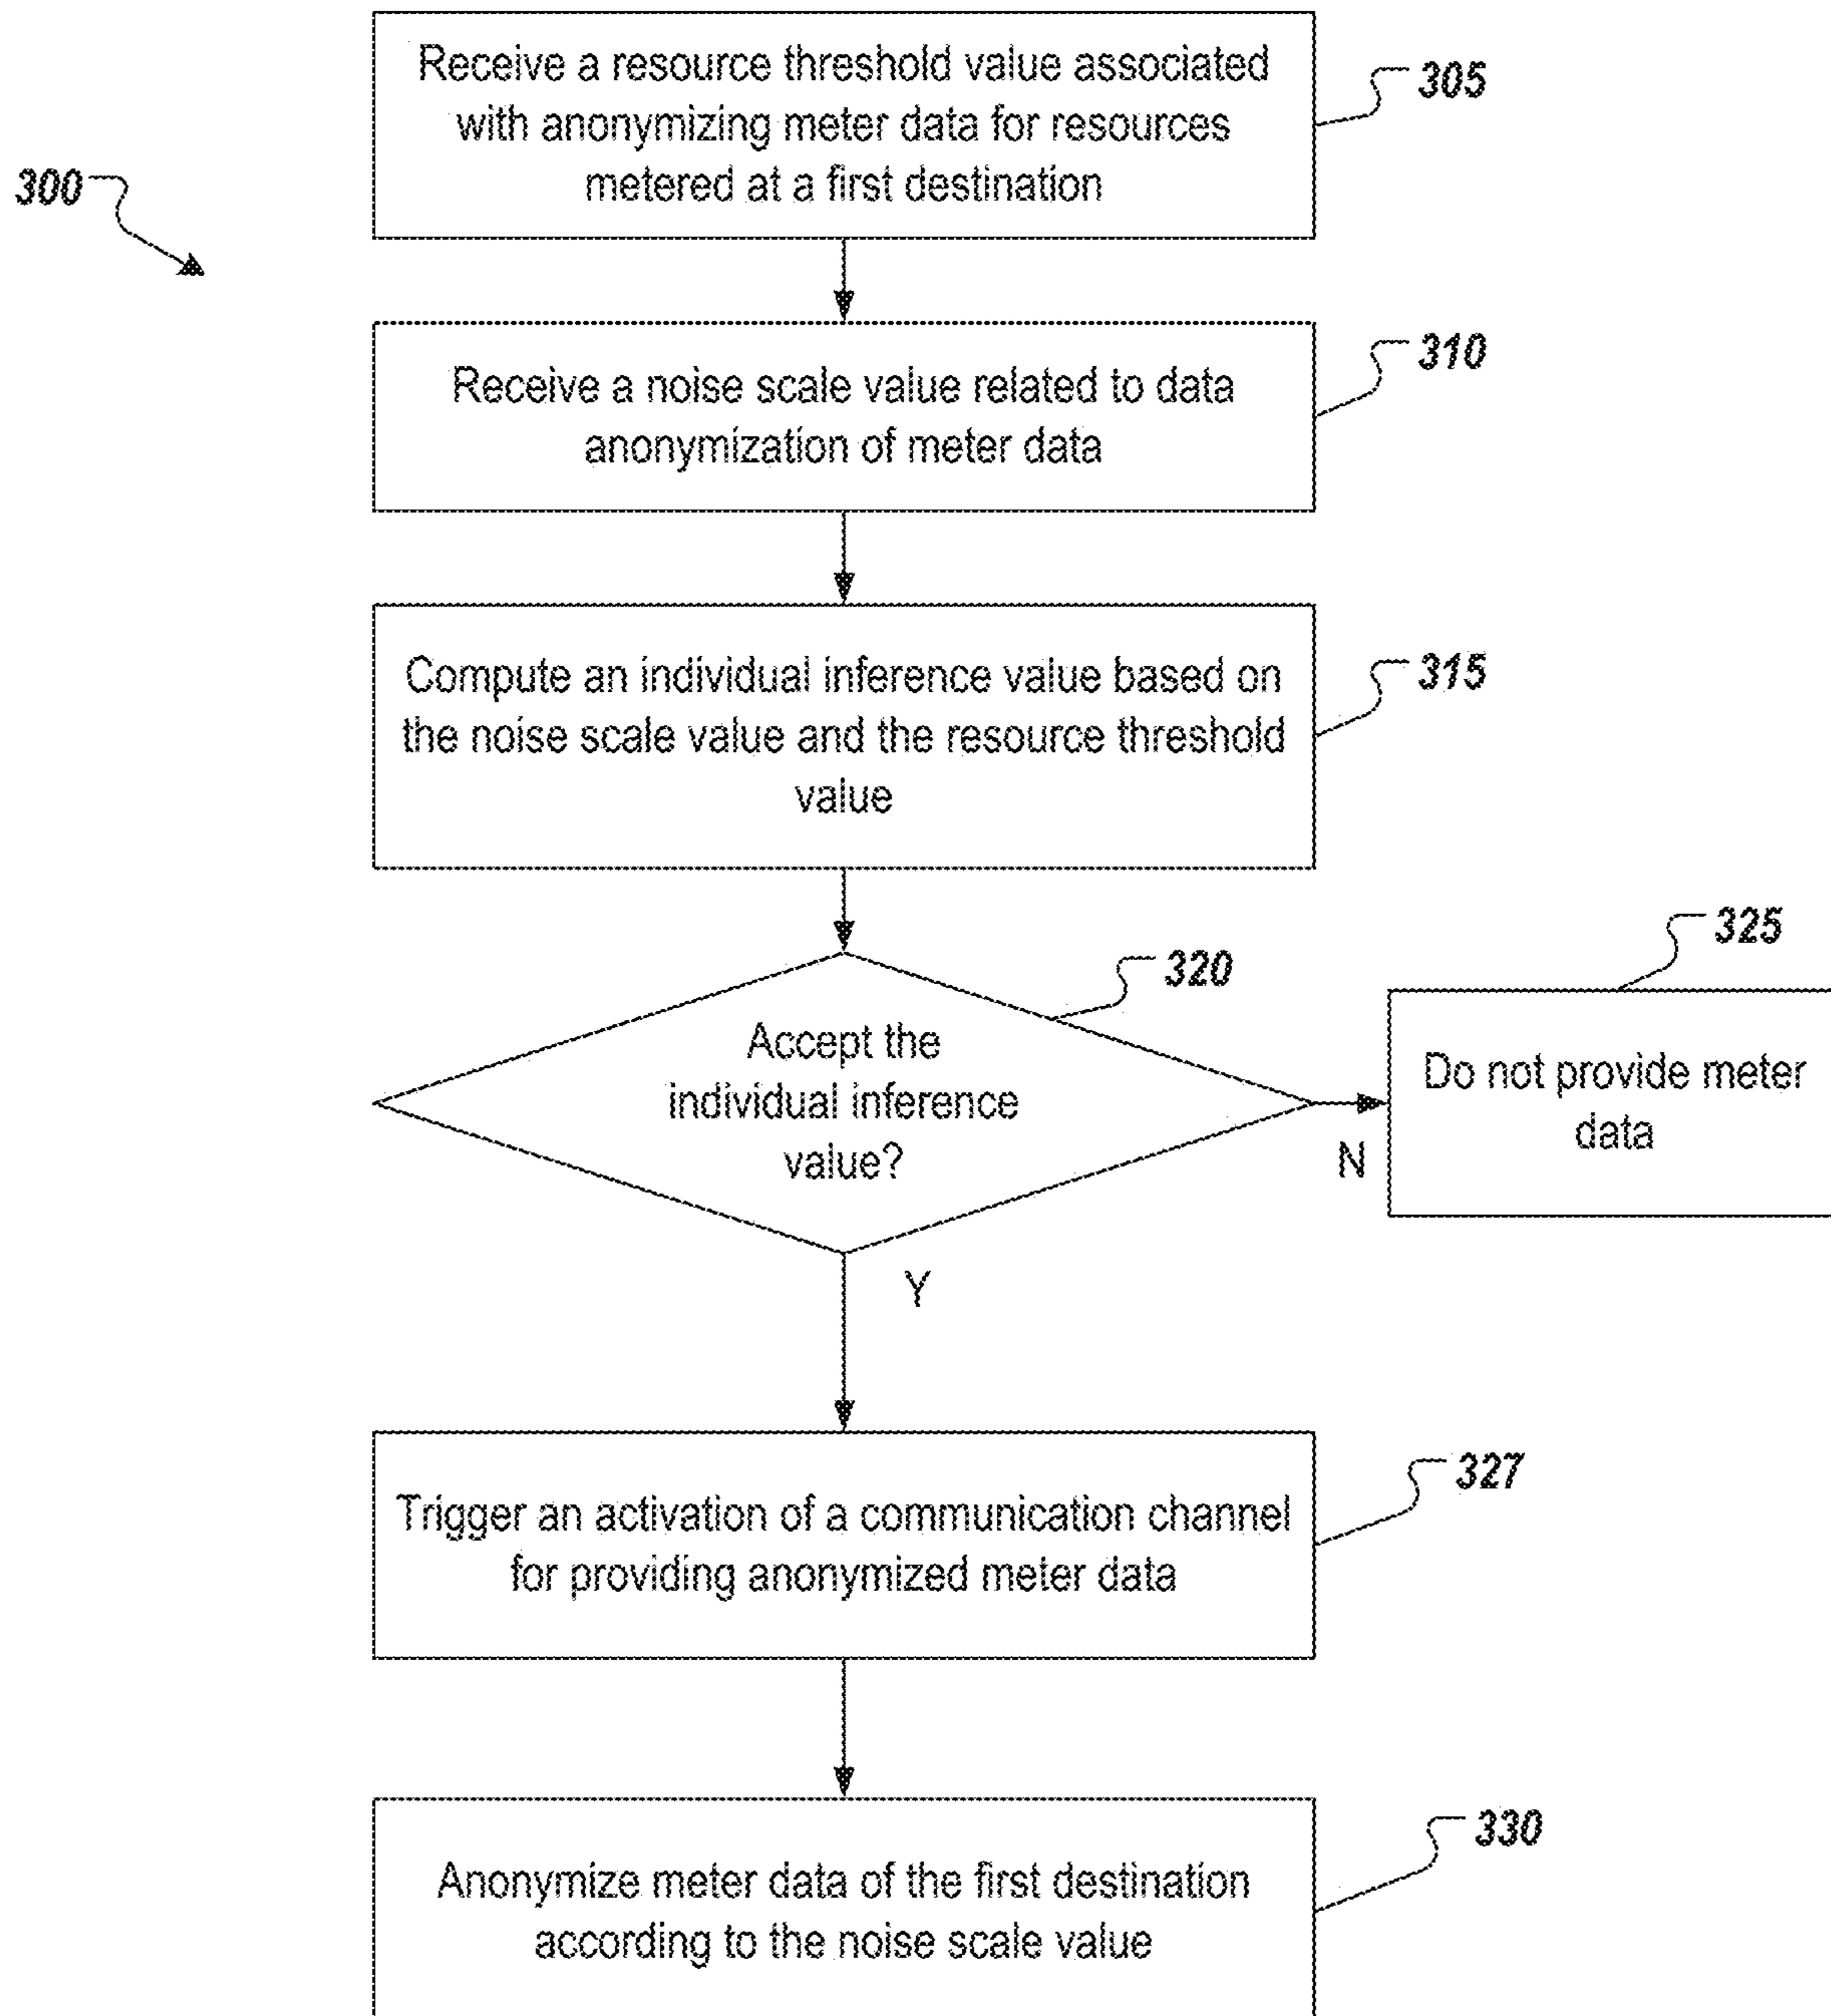 Receive a resource threshold value associated
with anonymizing meter data for resources
metered at a first destination
305
300
Receive a noise scale value related to data
anonymization of meter data
310
Compute an individual inference value based on
the noise scale value and the resource threshold
value
315
Accept the
individual inference
value?
320
325
Do not provide meter
data
N
Y
Trigger an activation of a communication channel
for providing anonymized meter data
327
Anonymize meter data of the first destination
according to the noise scale value
330